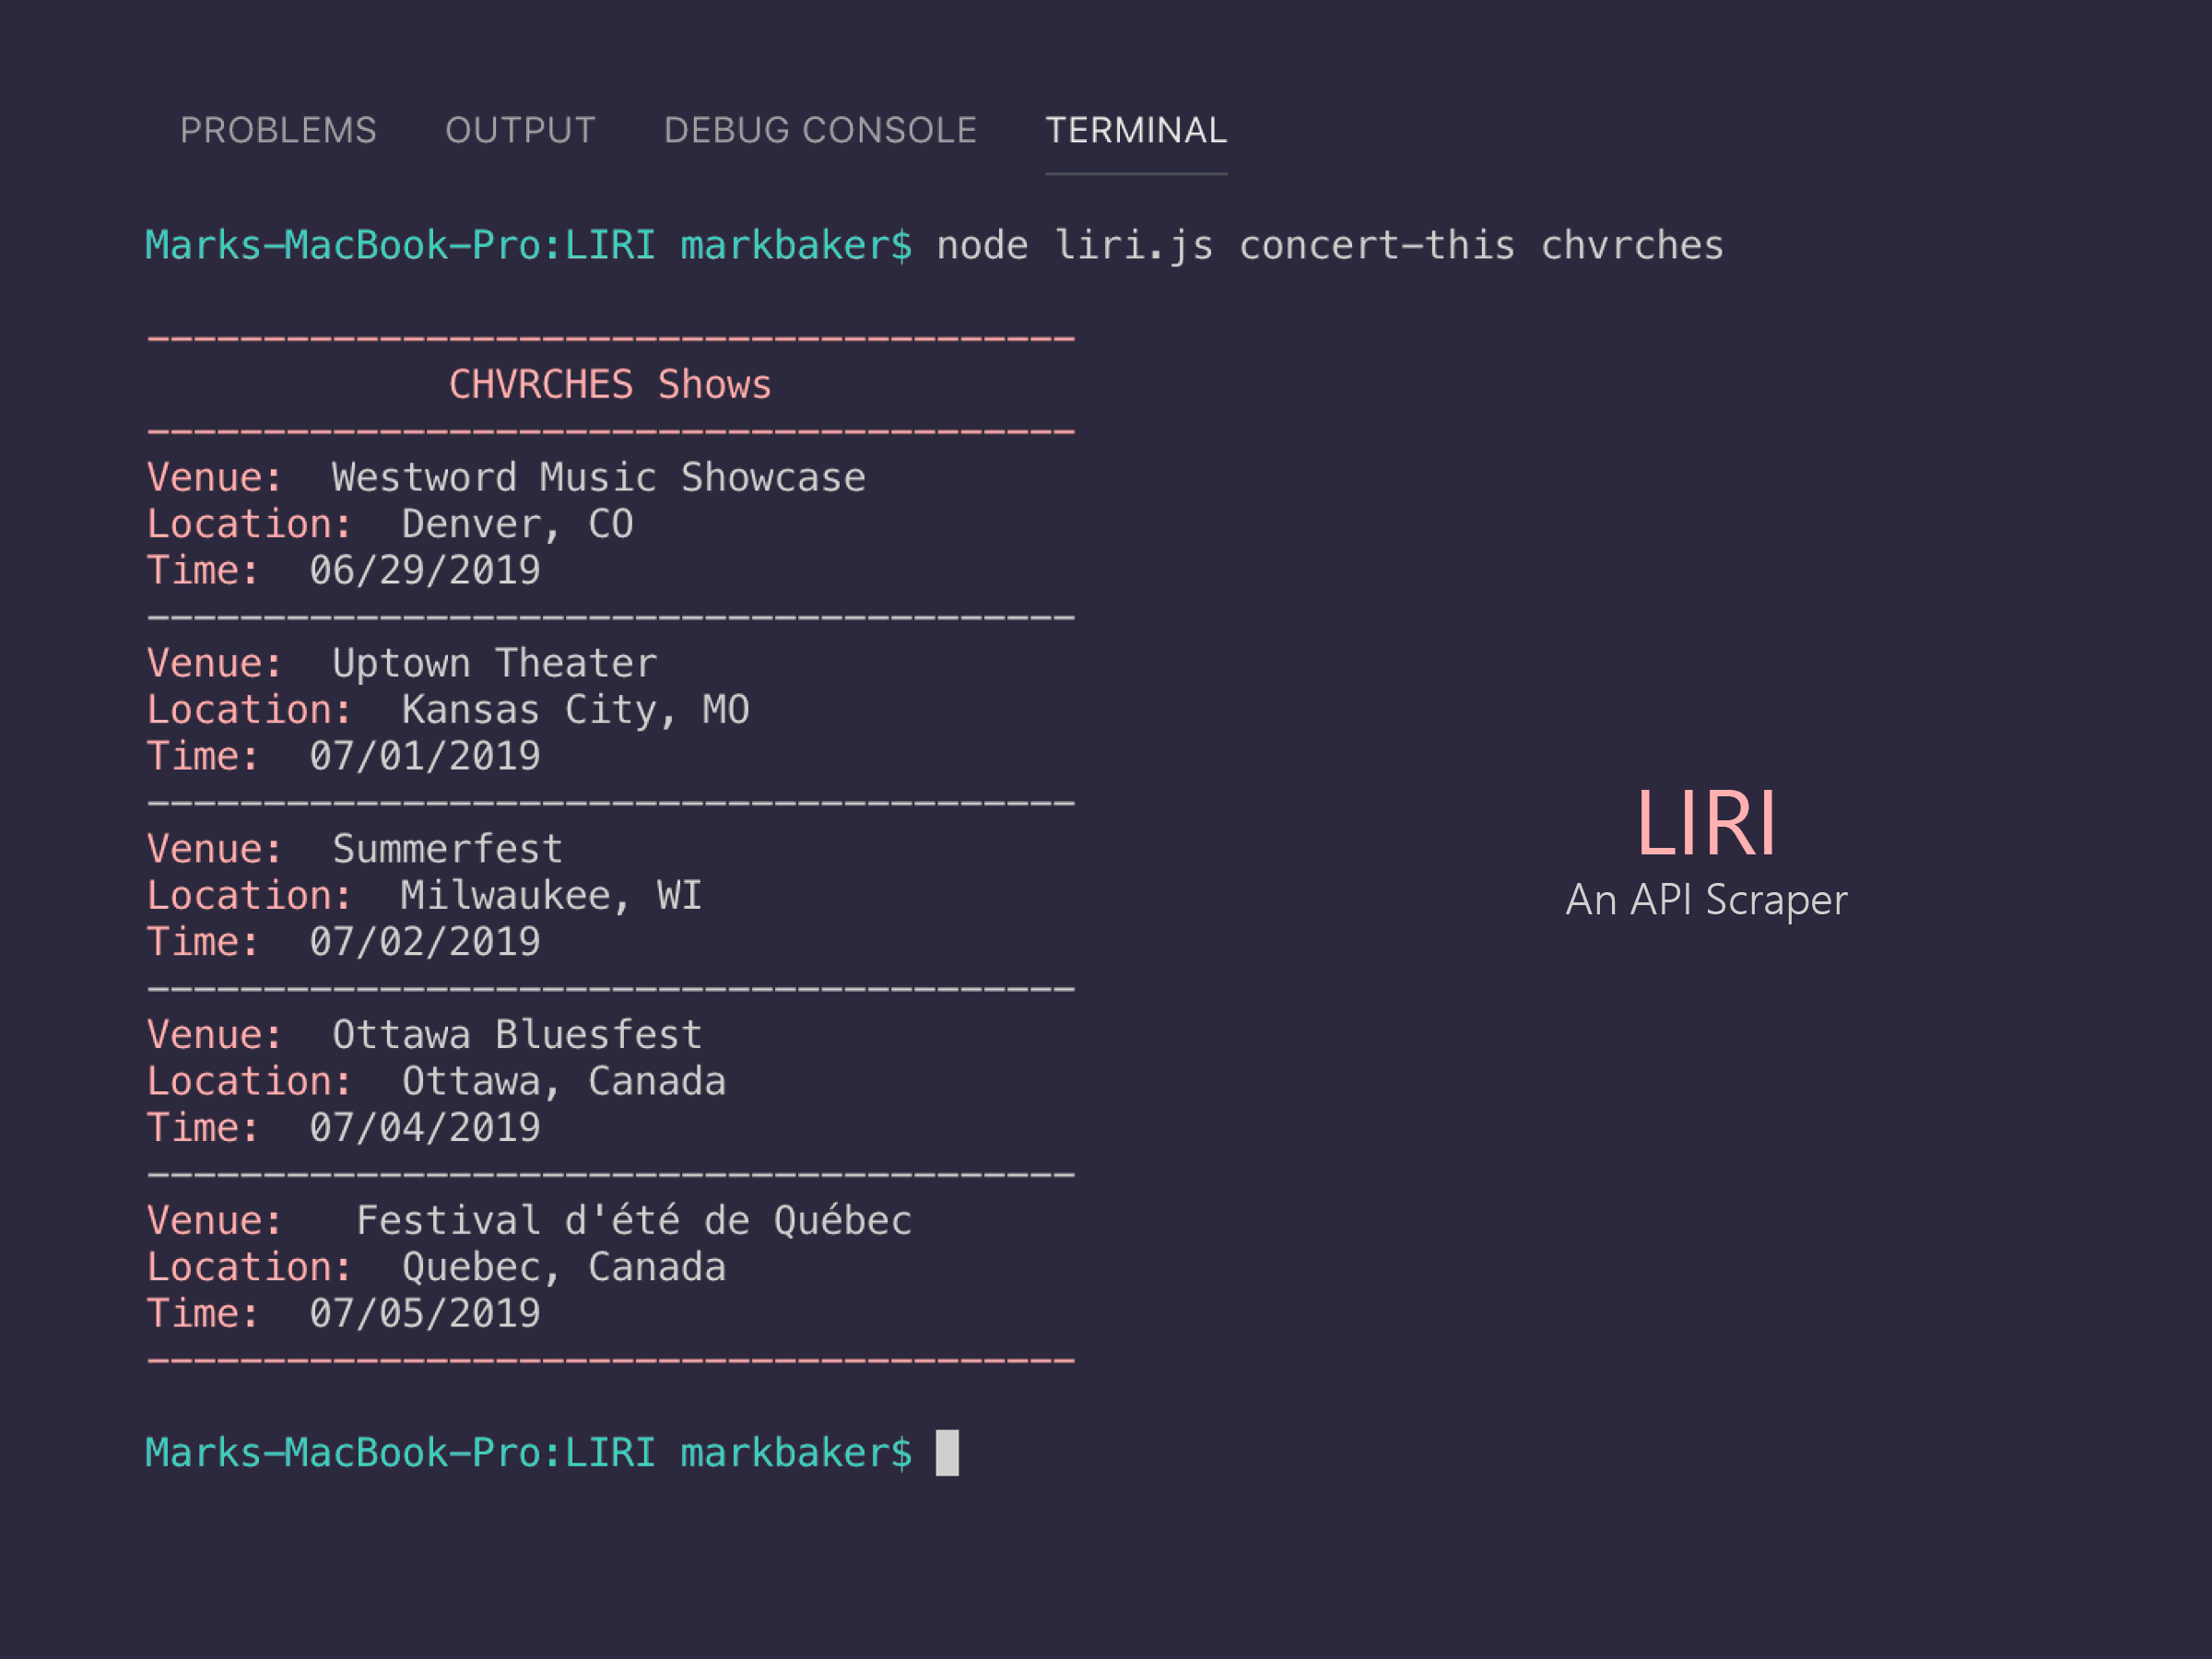 PROBLEMS OUTPUT DEBUG CONSOLE TERMINAL
Marks-MacBook-Pro:LIRI markbaker$ node liri.js concert-this chvrches
----------------------------------------
CHVRCHES Shows
----------------------------------------
Venue: Westword Music Showcase
Location: Denver, CO
Time: 06/29/2019
----------------------------------------
Venue: Uptown Theater
Location: Kansas City, MO
Time: 07/01/2019
----------------------------------------
Venue: Summerfest
Location: Milwaukee, WI
Time: 07/02/2019
----------------------------------------
Venue: Ottawa Bluesfest
Location: Ottawa, Canada
Time: 07/04/2019
----------------------------------------
Venue: Festival d'été de Québec
Location: Quebec, Canada
Time: 07/05/2019
----------------------------------------
Marks-MacBook-Pro:LIRI markbaker$
LIRI
An API Scraper